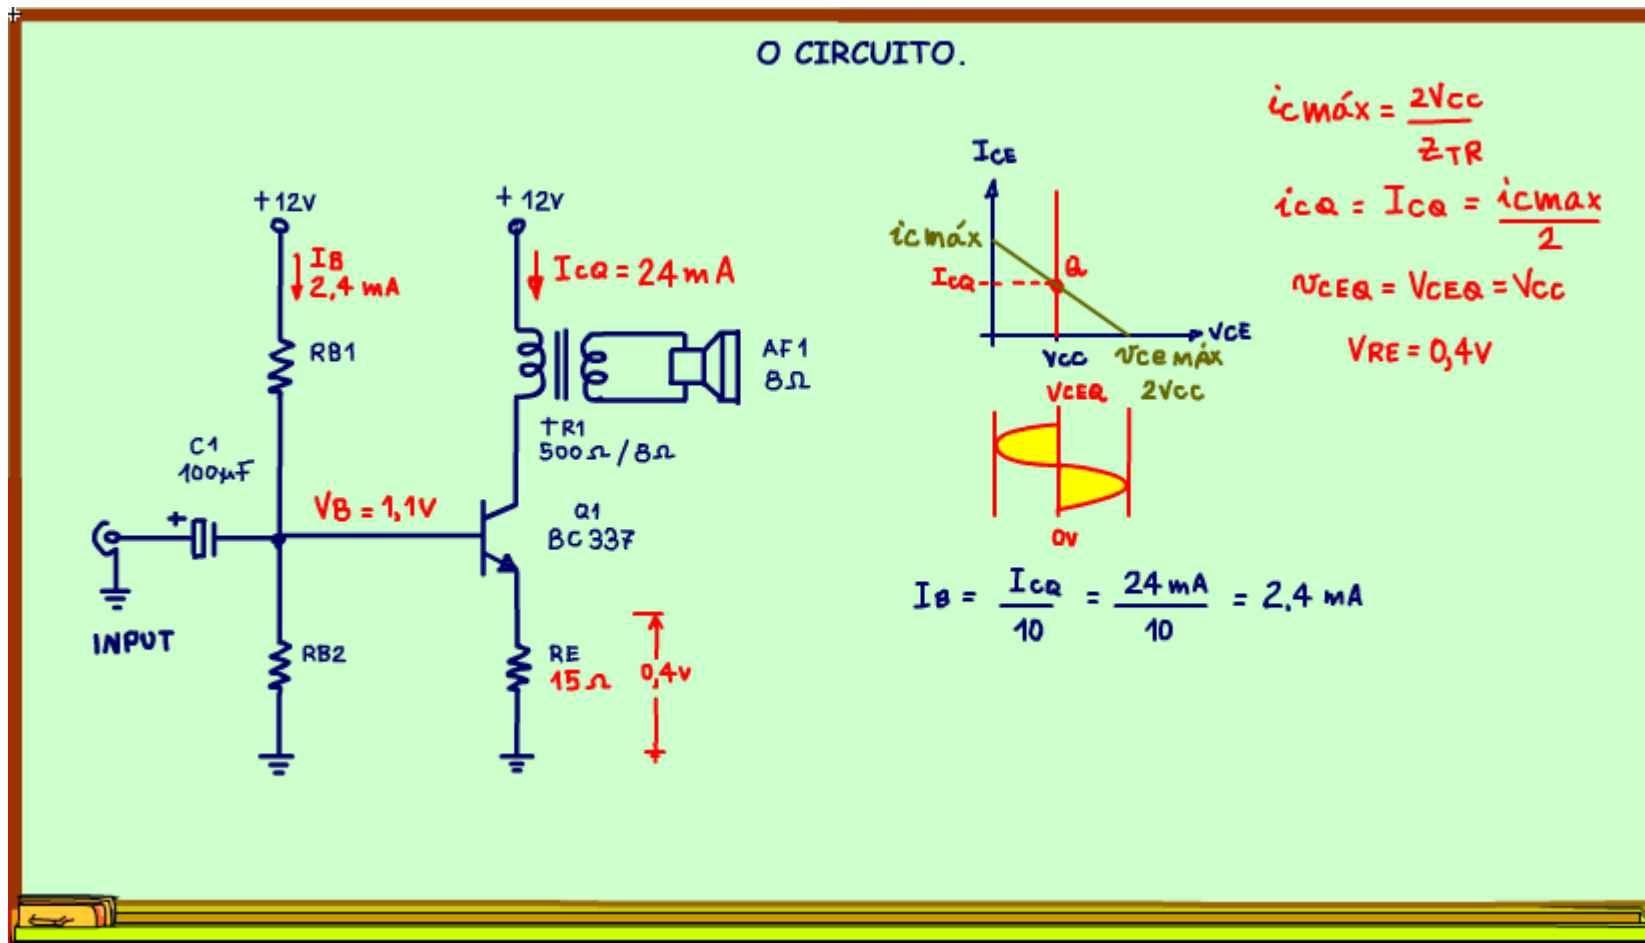 O CIRCUITO.
+12V
IB
2,4 mA
RB1
C1
100µF
+
VB = 1,1V
INPUT
RB2
+12V
ICQ = 24 mA
AF1
8Ω
TR1
500Ω / 8Ω
Q1
BC 337
RE
15Ω
0,4V
ICE
icmáx
ICQ
Q
VCE
VCC
vce máx
VCEQ
2VCC
0V
icmáx = 2Vcc
ZTR
icQ = ICQ = icmax
2
vCEQ = VCEQ = Vcc
VRE = 0,4V
IB = ICQ = 24 mA = 2,4 mA
10 10